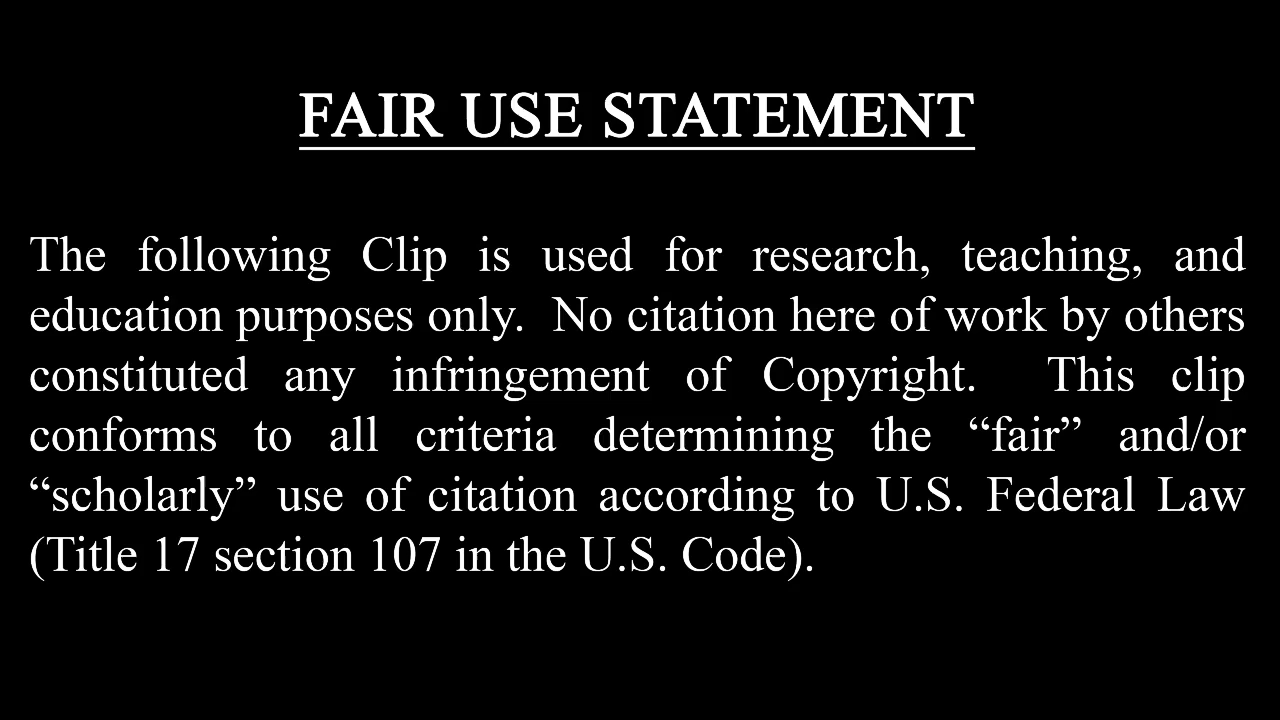 FAIR USE STATEMENT
The following Clip is used for research, teaching, and
education purposes only. No citation here of work by others
constituted any infringement of Copyright. This clip
conforms to all criteria determining the “fair” and/or
“scholarly” use of citation according to U.S. Federal Law
(Title 17 section 107 in the U.S. Code).